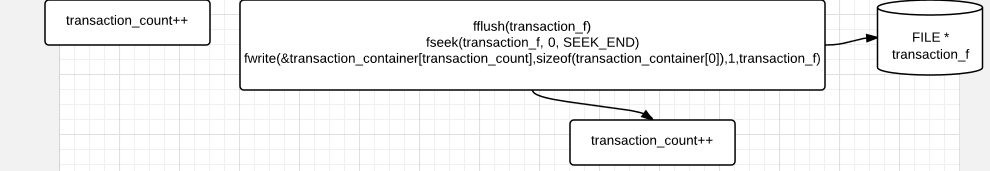 transaction_count++
fflush(transaction_f)
fseek(transaction_f, 0, SEEK_END)
fwrite(&transaction_container[transaction_count],sizeof(transaction_container[0]),1,transaction_f)
FILE *
transaction_f
transaction_count++